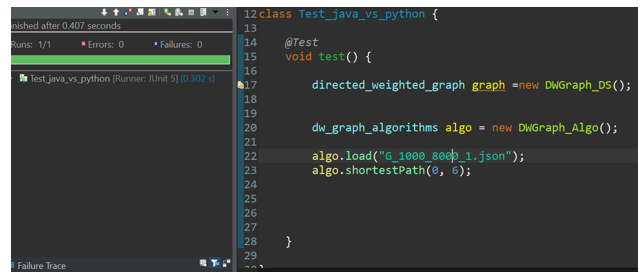 nished after 0.407 seconds
Runs: 1/1
Errors: 0
Failures: 0
Test_java_vs_python [Runner: JUnit 5] (0.302 s)
Failure Trace
12 class Test_java_vs_python {
13
14 @Test
15 void test() {
16
17 directed_weighted_graph graph =new DWGraph_DS();
18
19
20 dw_graph_algorithms algo = new DWGraph_Algo();
21
22 algo.load("G_1000_8000_1.json");
23 algo.shortestPath(0, 6);
24
25
26
27
28 }
29